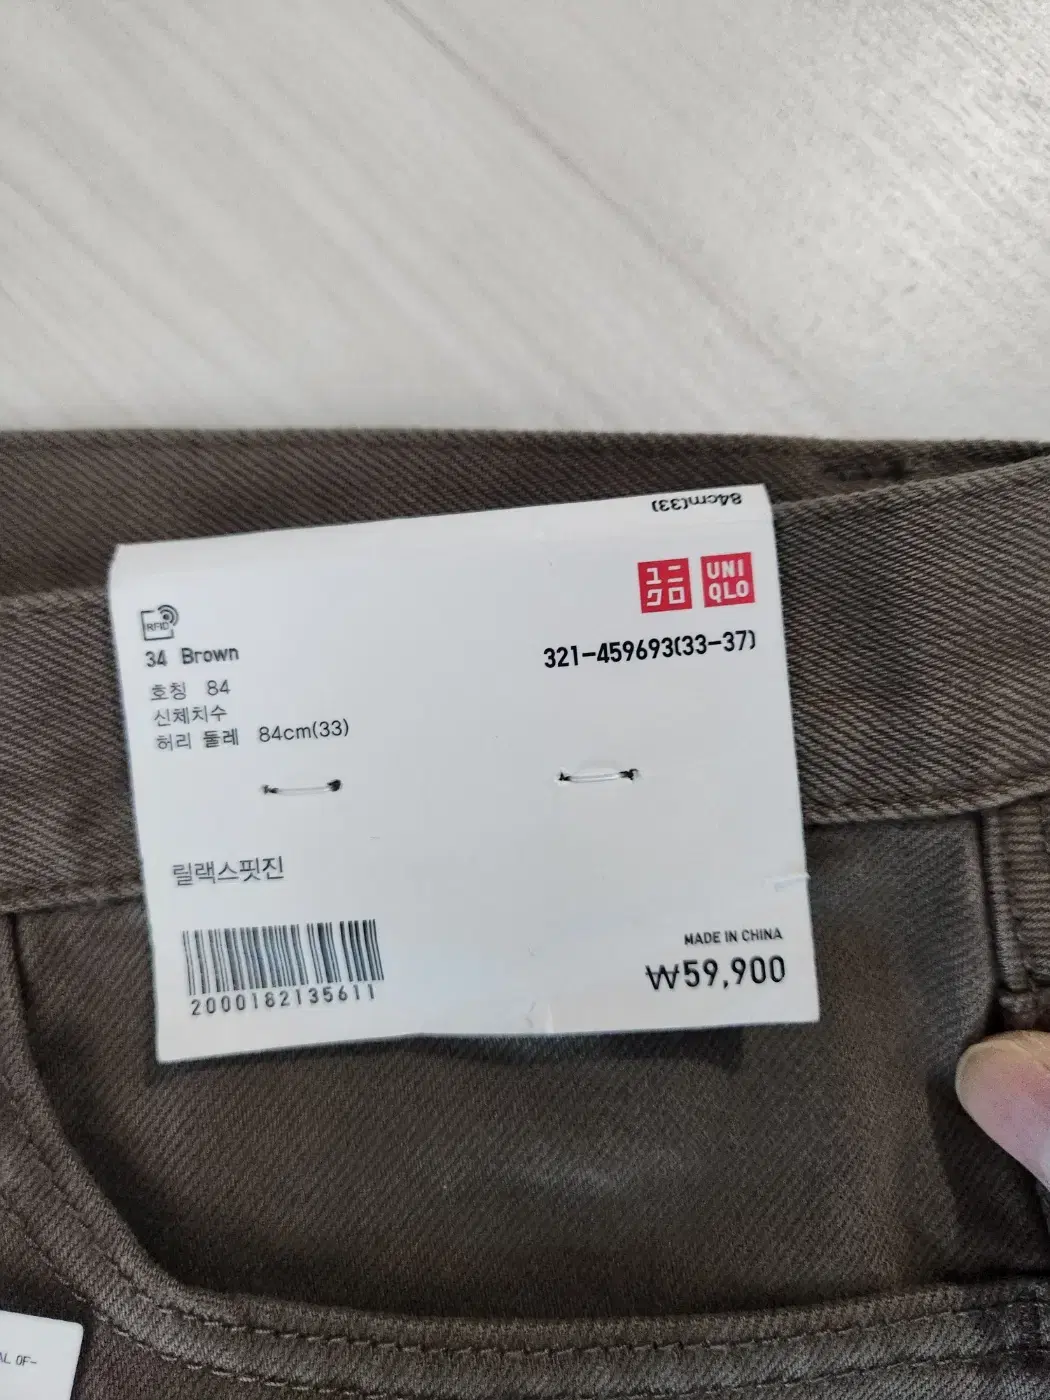 84cm(33)
ユニ
クロ
UNI
QLO
RFID
34 Brown
321-459693(33-37)
호칭 84
신체치수
허리 둘레 84cm(33)
릴랙스핏진
2000182135611
MADE IN CHINA
₩59,900
AL OF-